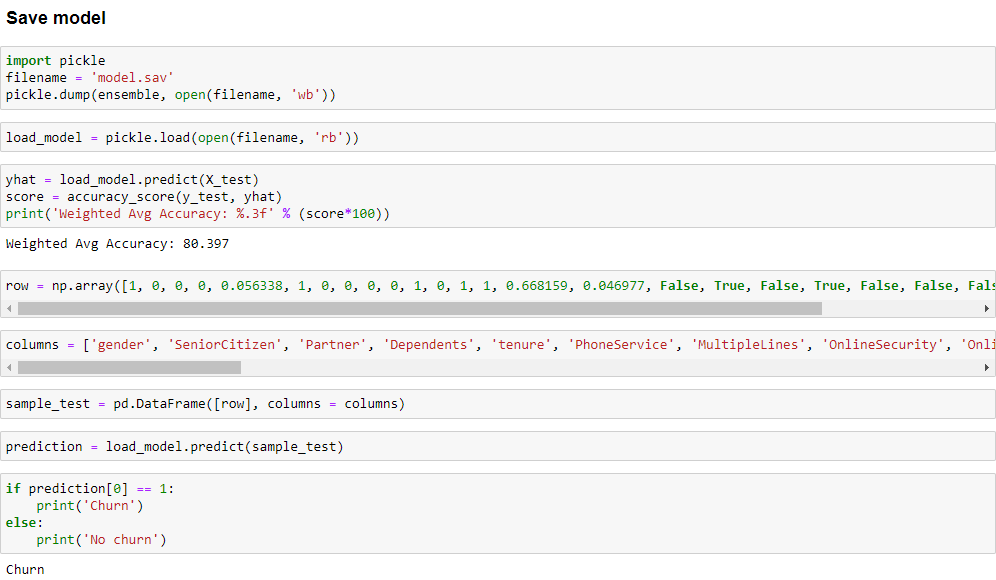 Save model
import pickle
filename = 'model.sav'
pickle.dump(ensemble, open(filename, 'wb'))
load_model = pickle.load(open(filename, 'rb'))
yhat = load_model.predict(X_test)
score = accuracy_score(y_test, yhat)
print('Weighted Avg Accuracy: %.3f' % (score*100))
Weighted Avg Accuracy: 80.397
row = np.array([1, 0, 0, 0, 0.056338, 1, 0, 0, 0, 0, 1, 0, 1, 1, 0.668159, 0.046977, False, True, False, True, False, False, Fals
columns = ['gender', 'SeniorCitizen', 'Partner', 'Dependents', 'tenure', 'PhoneService', 'MultipleLines', 'OnlineSecurity', 'Onli
sample_test = pd.DataFrame([row], columns = columns)
prediction = load_model.predict(sample_test)
if prediction[0] == 1:
    print('Churn')
else:
    print('No churn')
Churn